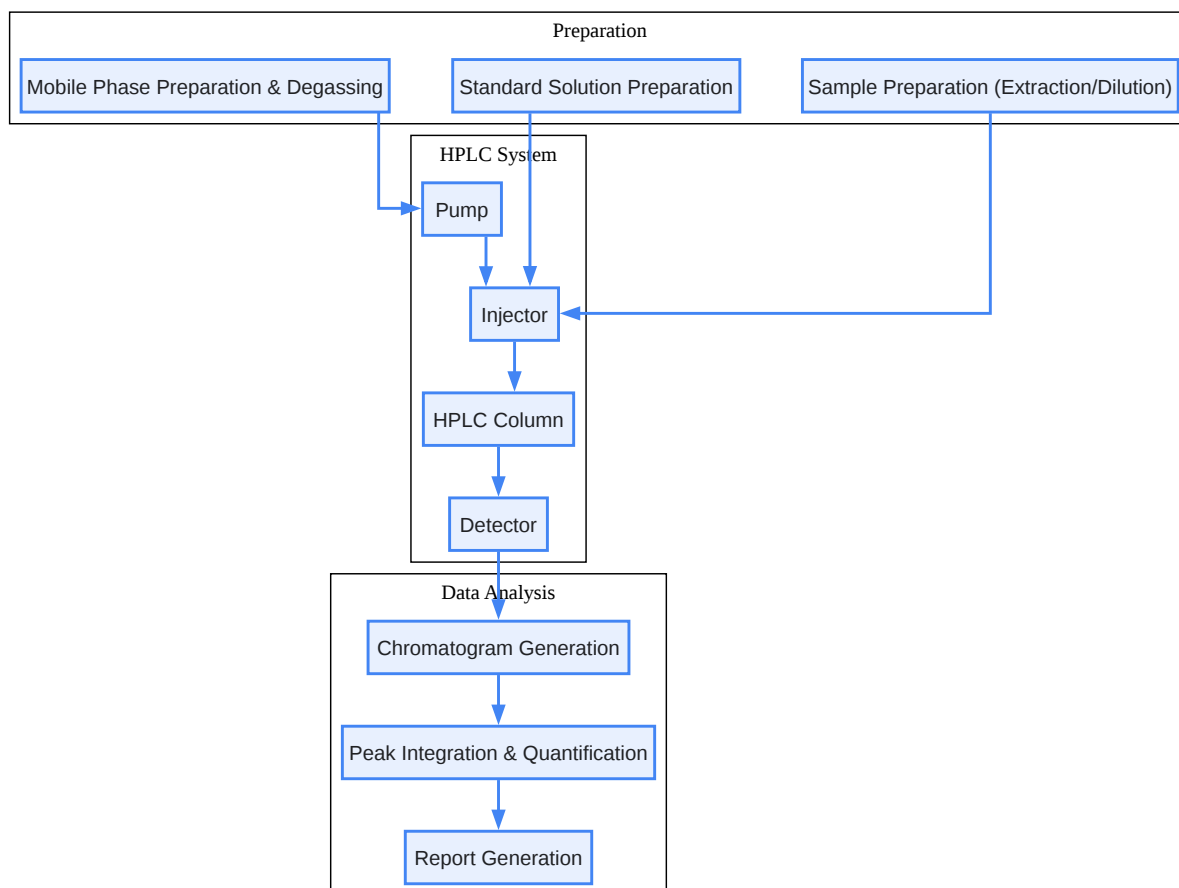 Preparation
Mobile Phase Preparation & Degassing
Standard Solution Preparation
Sample Preparation (Extraction/Dilution)
HPLC System
Pump
Injector
HPLC Column
Detector
Data Analysis
Chromatogram Generation
Peak Integration & Quantification
Report Generation